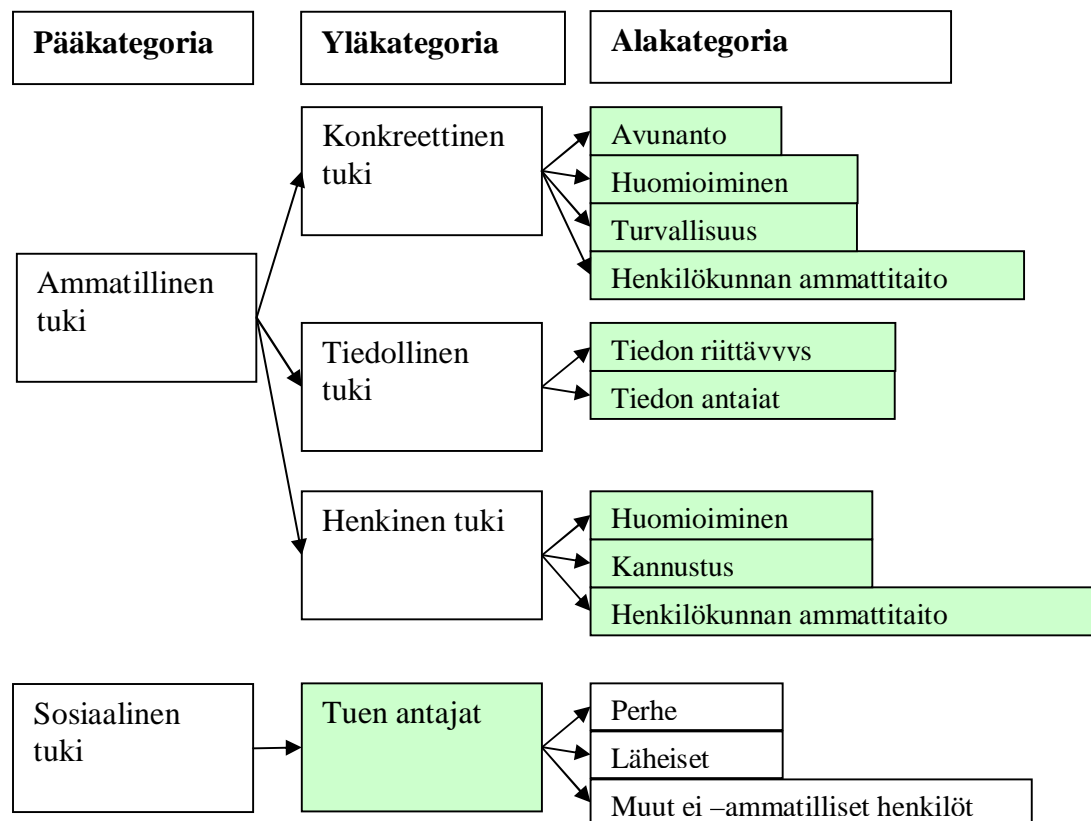 Pääkategoria
Yläkategoria
Alakategoria
Ammatillinen
tuki
Konkreettinen
tuki
Avunanto
Huomioiminen
Turvallisuus
Henkilökunnan ammattitaito
Tiedollinen
tuki
Tiedon riittävvvs
Tiedon antajat
Henkinen tuki
Huomioiminen
Kannustus
Henkilökunnan ammattitaito
Sosiaalinen
tuki
Tuen antajat
Perhe
Läheiset
Muut ei –ammatilliset henkilöt